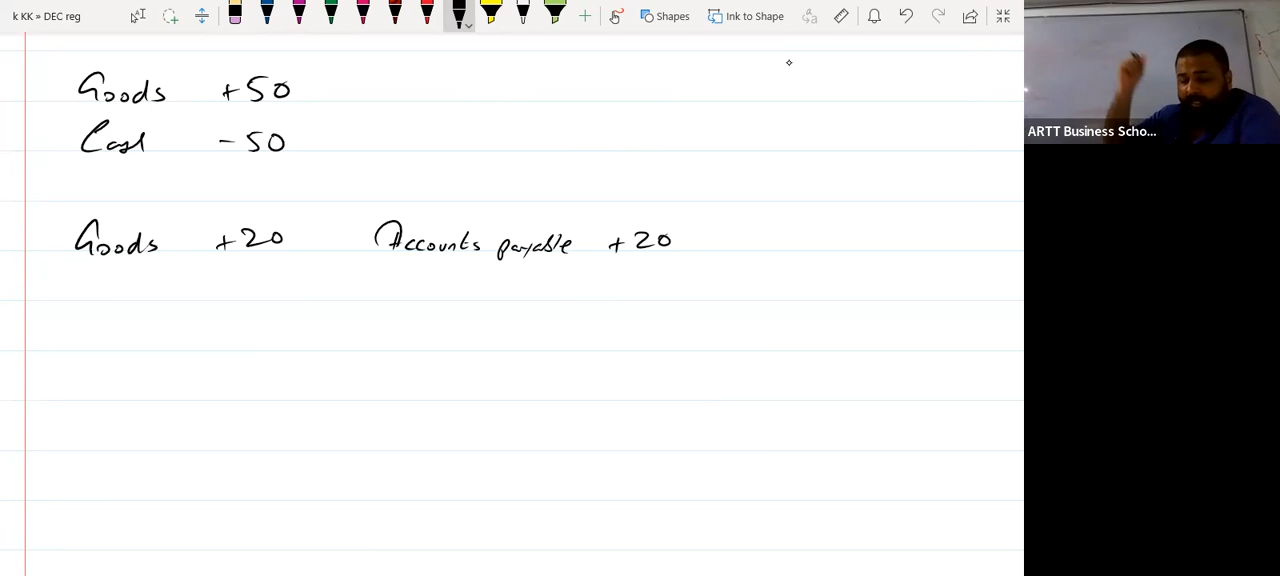 k KK » DEC reg
Shapes
Ink to Shape
ARTT Business Scho...
Goods +50
Cash - 50
Goods +20 Accounts payable +20